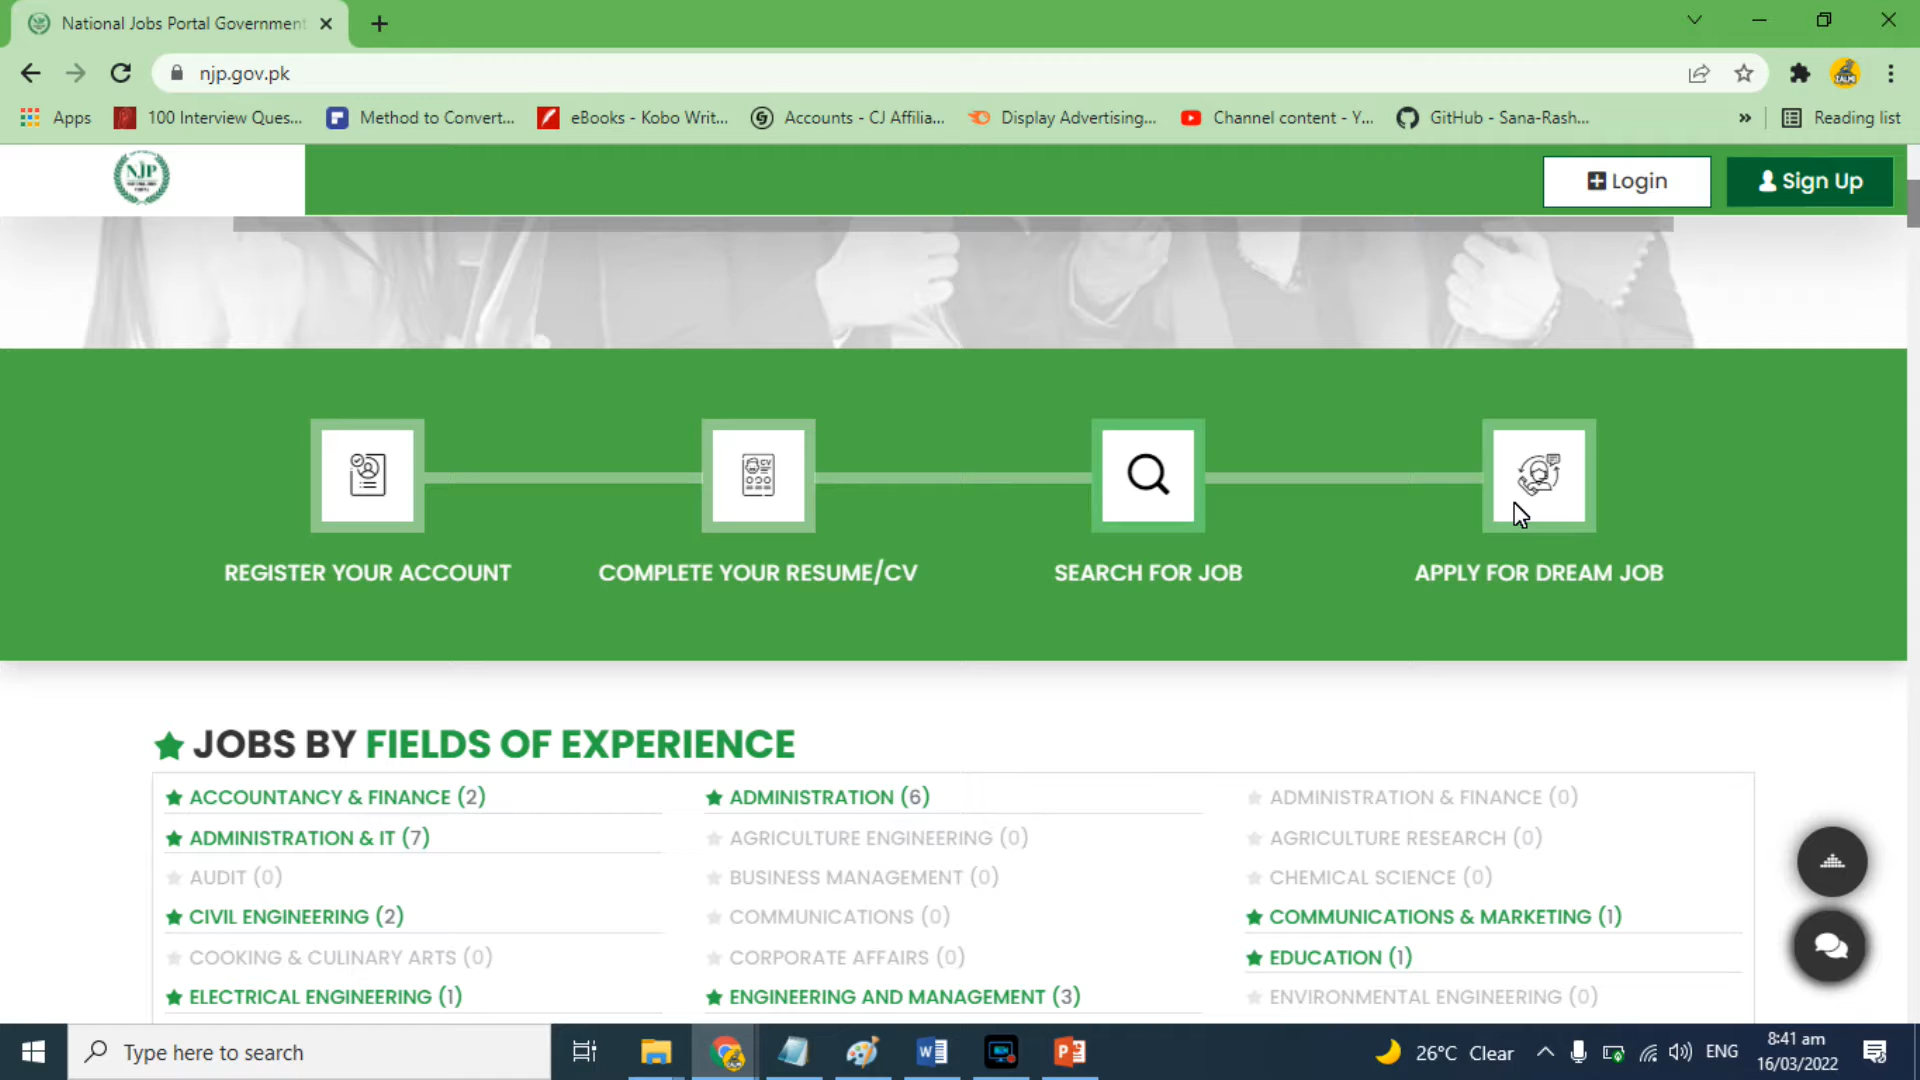 National Jobs Portal Government
njp.gov.pk
Apps
100 Interview Ques...
Method to Convert...
eBooks - Kobo Writ...
Accounts - CJ Affilia...
Display Advertising...
Channel content - Y...
GitHub - Sana-Rash...
»
Reading list
NJP
Login
Sign Up
CV
REGISTER YOUR ACCOUNT
COMPLETE YOUR RESUME/CV
SEARCH FOR JOB
APPLY FOR DREAM JOB
JOBS BY FIELDS OF EXPERIENCE
ACCOUNTANCY & FINANCE (2)
ADMINISTRATION (6)
ADMINISTRATION & FINANCE (0)
ADMINISTRATION & IT (7)
AGRICULTURE ENGINEERING (0)
AGRICULTURE RESEARCH (0)
AUDIT (0)
BUSINESS MANAGEMENT (0)
CHEMICAL SCIENCE (0)
CIVIL ENGINEERING (2)
COMMUNICATIONS (0)
COMMUNICATIONS & MARKETING (1)
COOKING & CULINARY ARTS (0)
CORPORATE AFFAIRS (0)
EDUCATION (1)
ELECTRICAL ENGINEERING (1)
ENGINEERING AND MANAGEMENT (3)
ENVIRONMENTAL ENGINEERING (0)
Type here to search
26°C Clear
ENG
8:41 am
16/03/2022